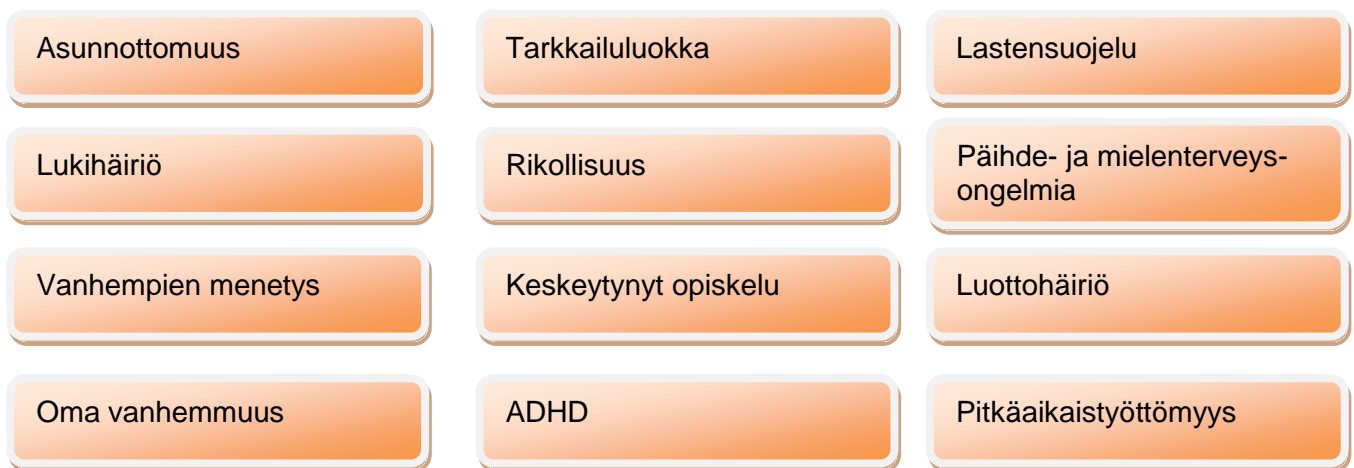 Asunnottomuus
Tarkkailuluokka
Lastensuojelu
Lukihäiriö
Rikollisuus
Päihde- ja mielenterveys-
ongelmia
Vanhempien menetys
Keskeytynyt opiskelu
Luottohäiriö
Oma vanhemmuus
ADHD
Pitkäaikaistyöttömyys